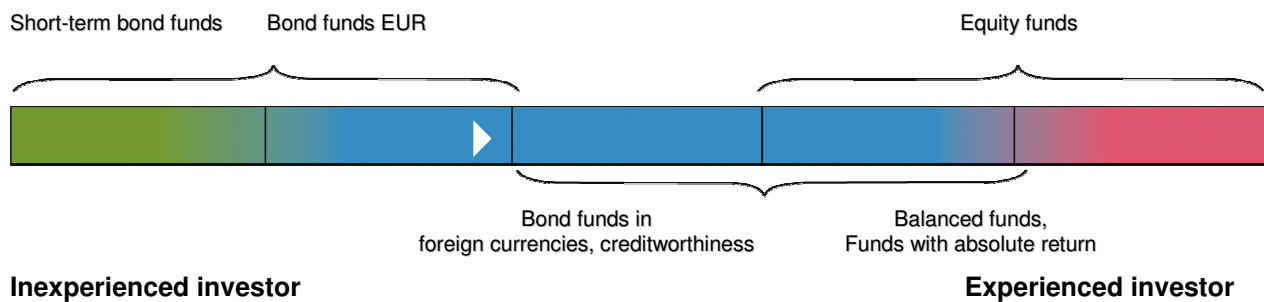 Short-term bond funds Bond funds EUR Equity funds
Bond funds in Balanced funds,
foreign currencies, creditworthiness Funds with absolute return
Inexperienced investor Experienced investor